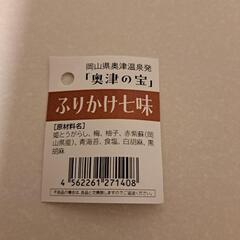 岡山県奥津温泉発
「奥津の宝」
ふりかけ七味
【原材料名】
姫とうがらし、梅、柚子、赤紫蘇(岡
山県産)、青海苔、食塩、白胡麻、黒
胡麻
4 562261 271408